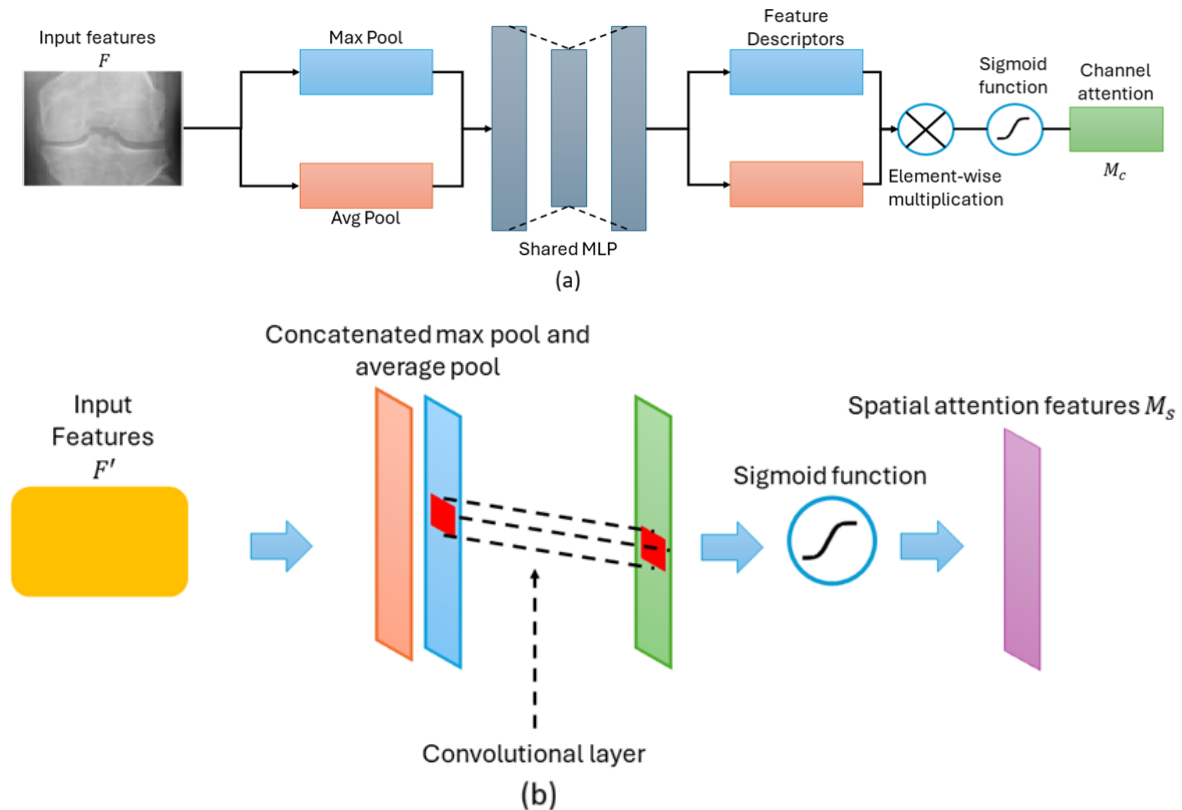 Input features
F
Max Pool
Avg Pool
Shared MLP
Feature
Descriptors
Element-wise
multiplication
Sigmoid
function
Channel
attention
M_c
(a)
Concatenated max pool and
average pool
Input
Features
F′
Convolutional layer
Sigmoid function
Spatial attention features M_s
(b)